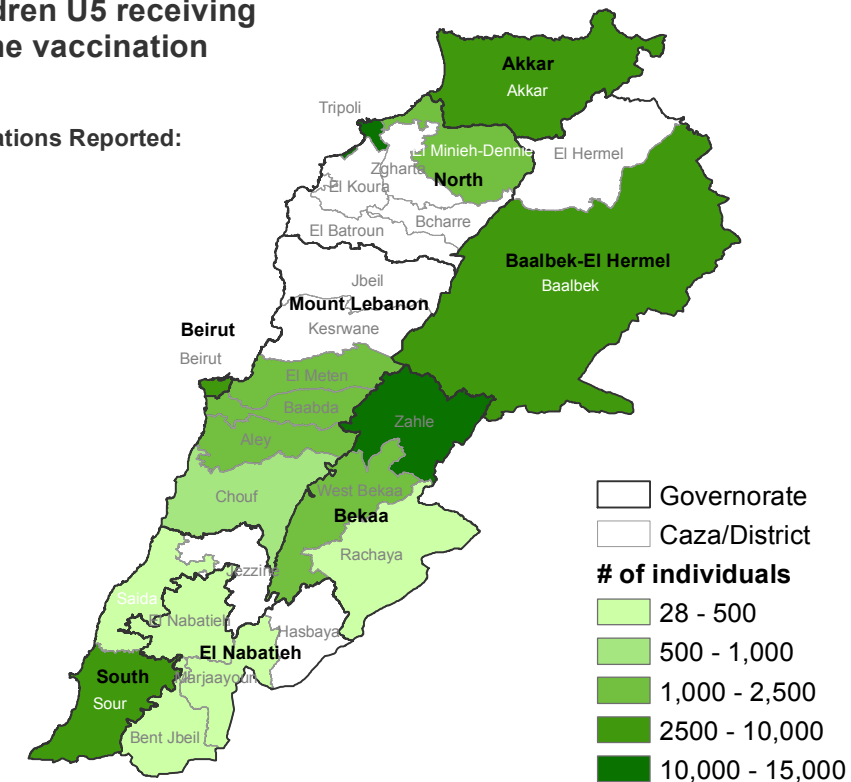 dren U5 receiving
ne vaccination
ations Reported:
Akkar
Akkar
Tripoli
El Minieh-Dennie
El Hermel
Zgharta
North
El Koura
Bcharre
El Batroun
Baalbek-El Hermel
Baalbek
Jbeil
Mount Lebanon
Kesrwane
Beirut
Beirut
El Meten
Baabda
Zahle
Aley
Chouf
West Bekaa
Bekaa
Rachaya
Jezzine
Saida
El Nabatieh
Hasbaya
El Nabatieh
Marjaayoun
South
Sour
Bent Jbeil
Governorate
Caza/District
# of individuals
28 - 500
500 - 1,000
1,000 - 2,500
2500 - 10,000
10,000 - 15,000